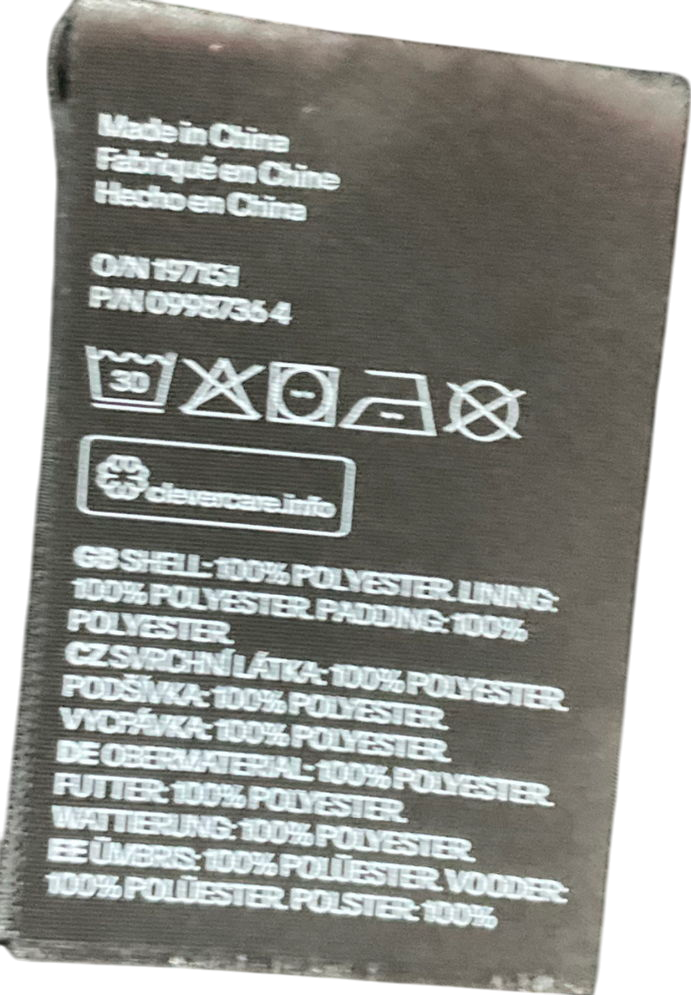 Made in China
Fabriqué en Chine
Hecho en China
O/N 197151
P/N 09987364
30
clevercare.info
GB SHELL: 100% POLYESTER. LINING:
100% POLYESTER. PADDING: 100%
POLYESTER.
CZ SVRCHNÍ LÁTKA: 100% POLYESTER.
PODŠÍVKA: 100% POLYESTER.
VYCPÁVKA: 100% POLYESTER.
DE OBERMATERIAL: 100% POLYESTER.
FUTTER: 100% POLYESTER.
WATTIERUNG: 100% POLYESTER.
EE ÜMBRIS: 100% POLÜESTER. VOODER:
100% POLÜESTER. POLSTER: 100%